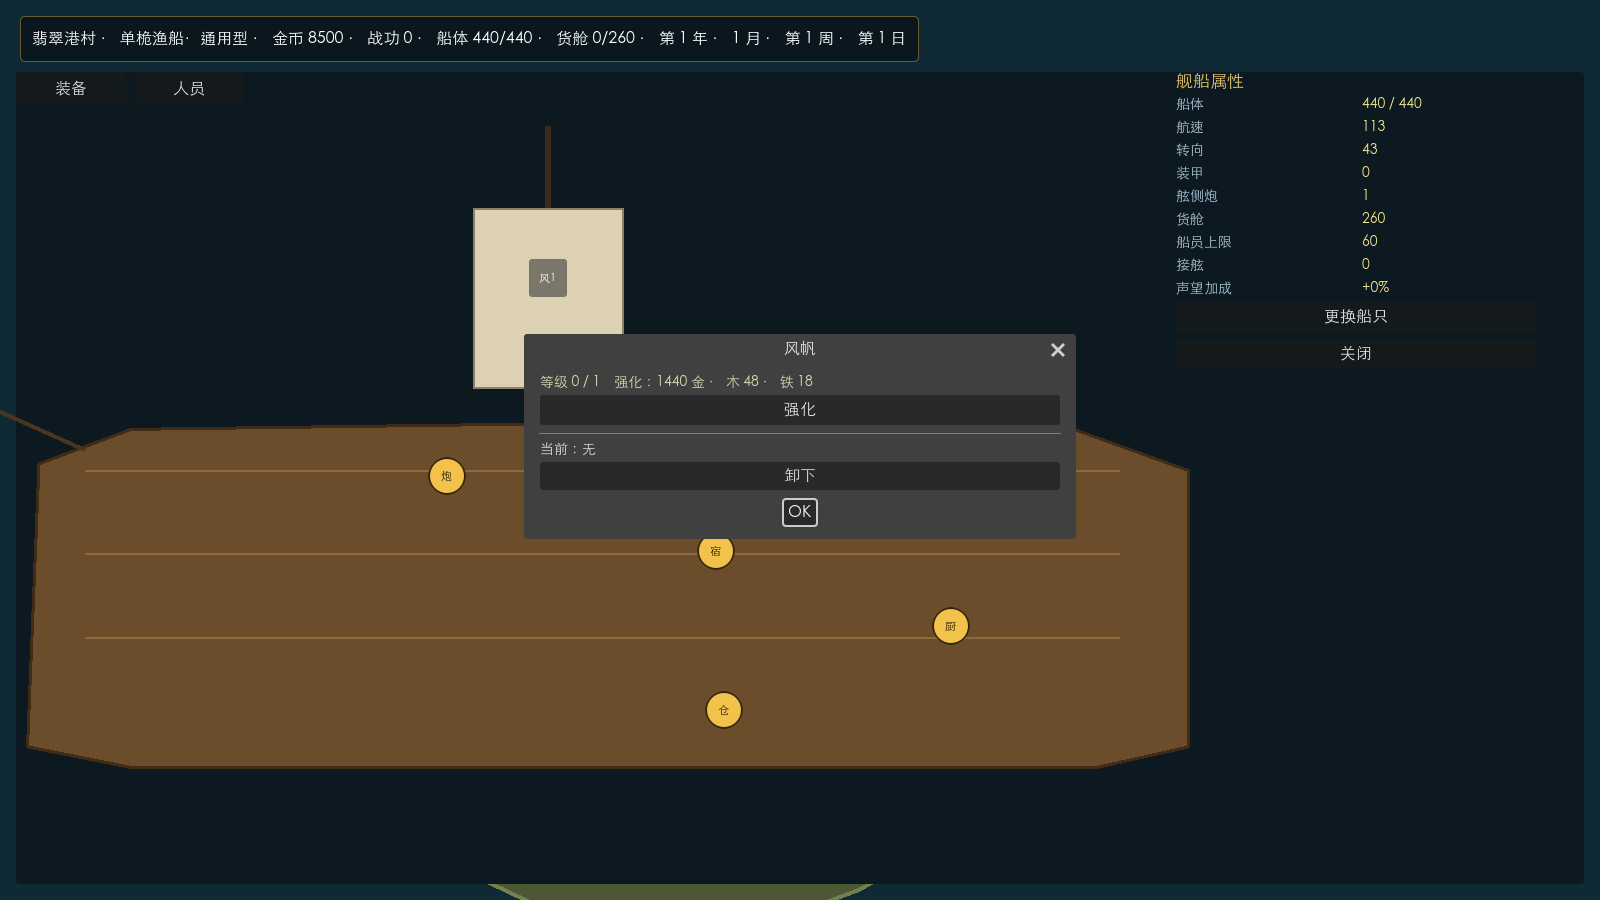 翡翠港村 · 单桅渔船 · 通用型 · 金币 8500 · 战功 0 · 船体 440/440 · 货舱 0/260 · 第 1 年 · 1 月 · 第 1 周 · 第 1 日
装备 人员
舰船属性
船体 440 / 440
航速 113
转向 43
装甲 0
舷侧炮 1
货舱 260
船员上限 60
接舷 0
声望加成 +0%
更换船只
关闭
风1
风帆
等级 0 / 1 强化：1440 金 · 木 48 · 铁 18
强化
当前：无
卸下
OK
炮
宿
厨
仓